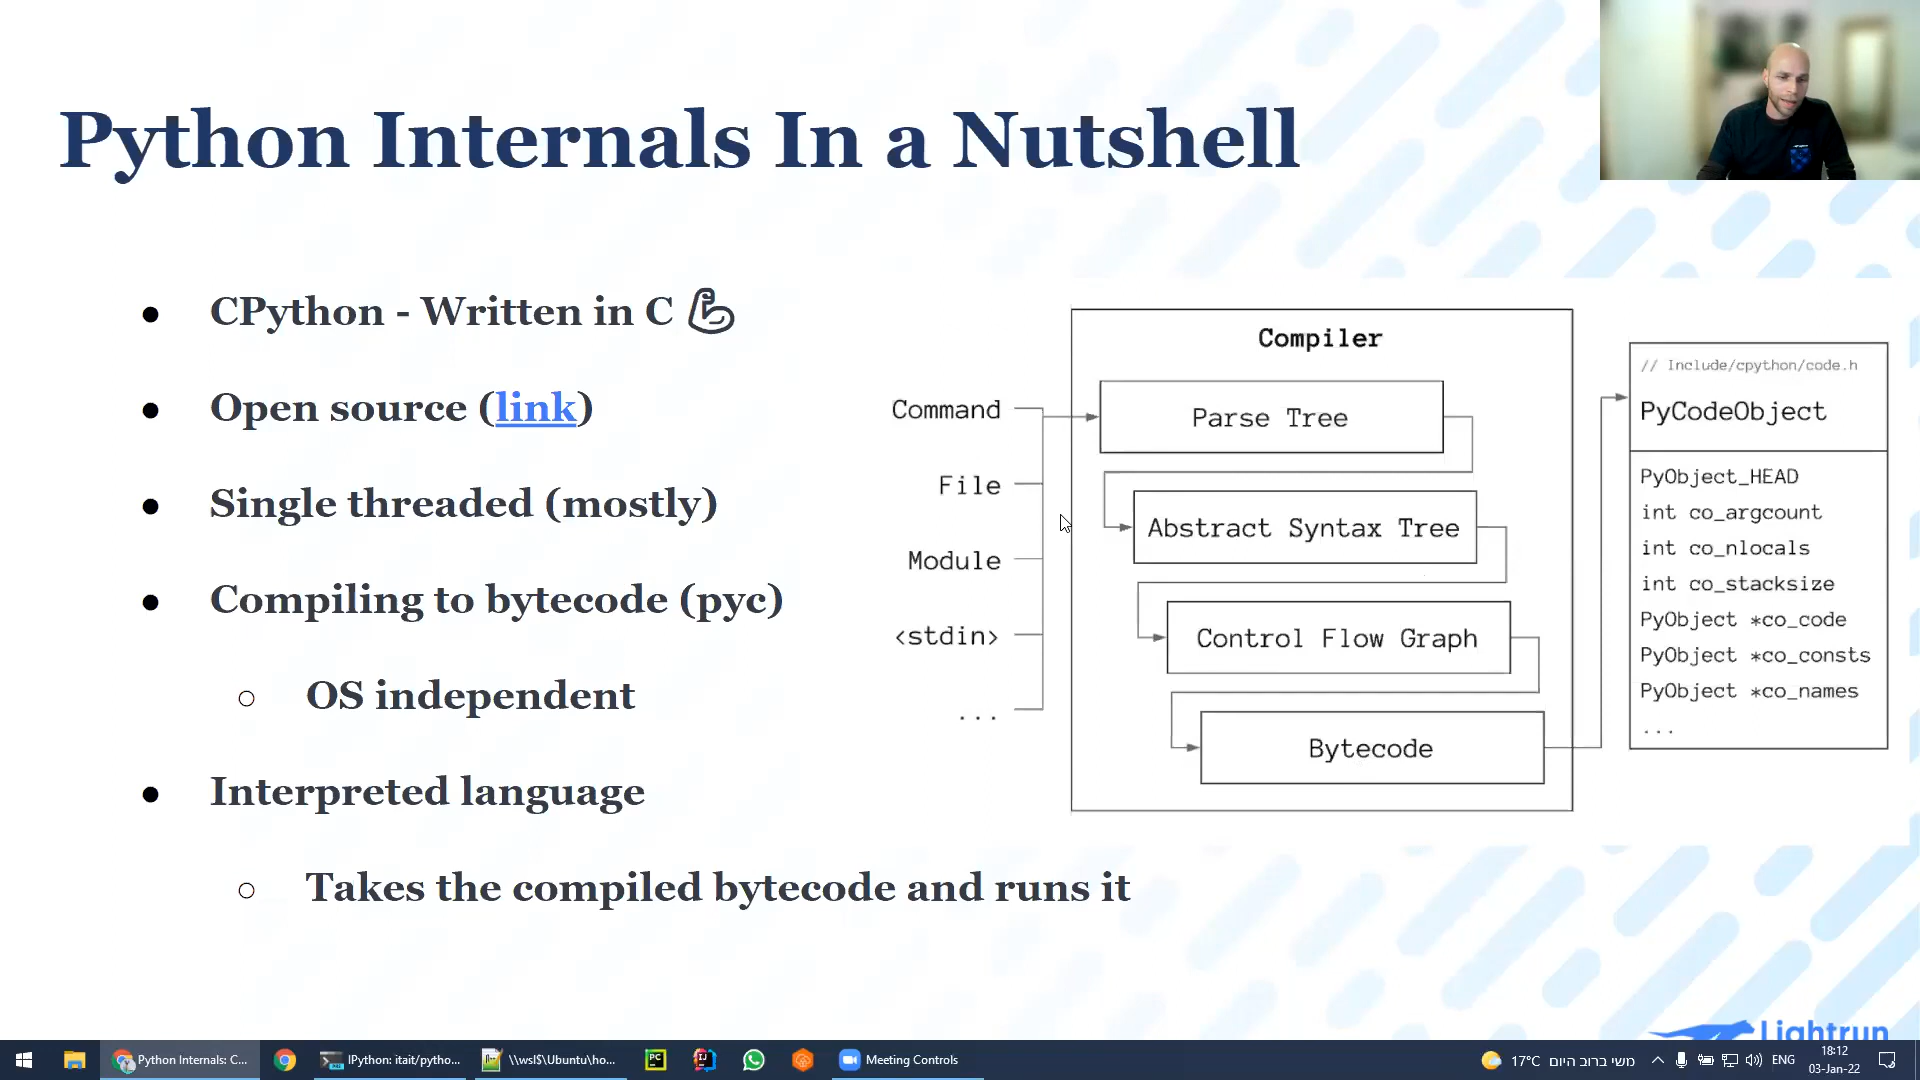 Python Internals In a Nutshell
● CPython - Written in C 💪
● Open source (link)
● Single threaded (mostly)
● Compiling to bytecode (pyc)
○ OS independent
● Interpreted language
○ Takes the compiled bytecode and runs it
Command
File
Module
<stdin>
...
Compiler
Parse Tree
Abstract Syntax Tree
Control Flow Graph
Bytecode
// Include/cpython/code.h
PyCodeObject
PyObject_HEAD
int co_argcount
int co_nlocals
int co_stacksize
PyObject *co_code
PyObject *co_consts
PyObject *co_names
...
Lightrun
Python Internals: C...
IPython: itait/pytho...
\\wsl$\Ubuntu\ho...
PC
IJ
Meeting Controls
17°C משי ברוב היום
ENG
18:12
03-Jan-22